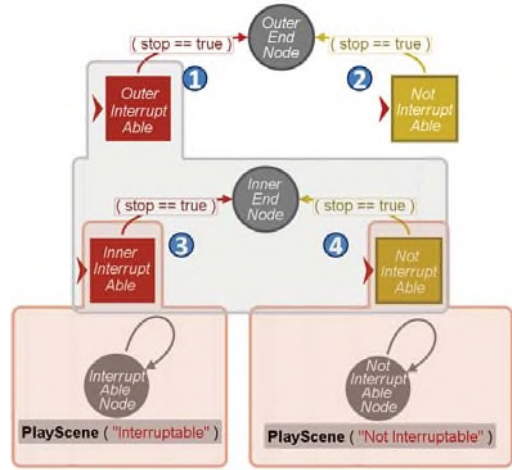 Outer
End
Node
( stop == true )
( stop == true )
1
2
Outer
Interrupt
Able
Not
Interrupt
Able
Inner
End
Node
( stop == true )
( stop == true )
3
4
Inner
Interrupt
Able
Not
Interrupt
Able
Interrupt
Able
Node
PlayScene ( "Interruptable" )
Not
Interrupt
Able
Node
PlayScene ( "Not Interruptable" )